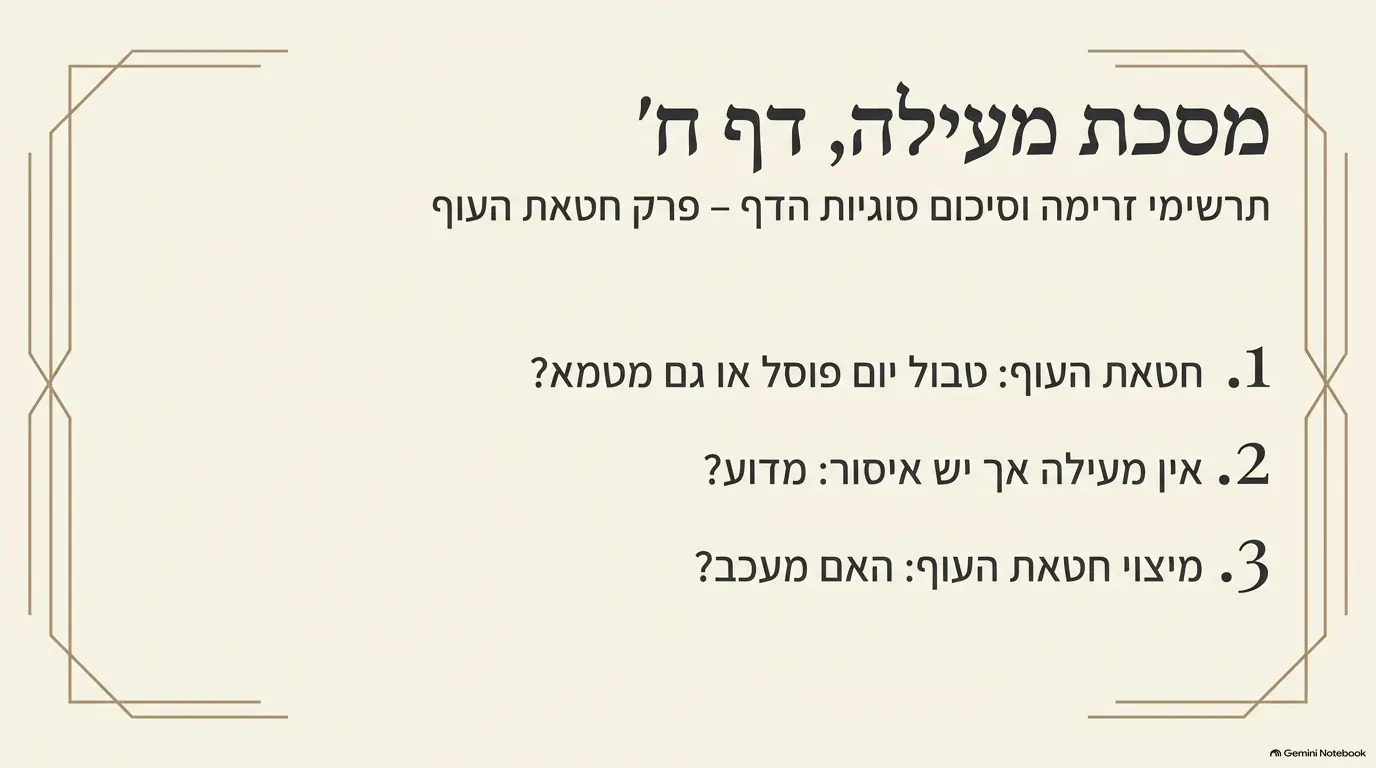 מסכת מעילה, דף ח'
תרשימי זרימה וסיכום סוגיות הדף – פרק חטאת העוף
1. חטאת העוף: טבול יום פוסל או גם מטמא?
2. אין מעילה אך יש איסור: מדוע?
3. מיצוי חטאת העוף: האם מעכב?
Gemini Notebook